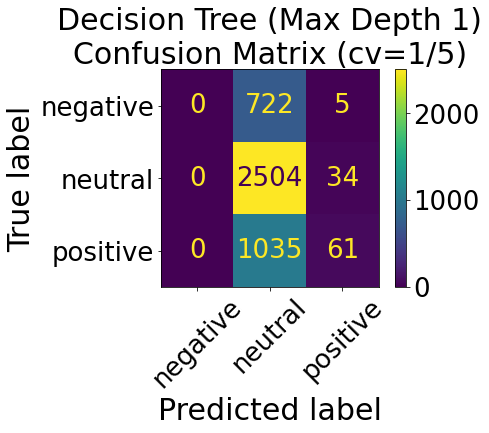 Decision Tree (Max Depth 1)
Confusion Matrix (cv=1/5)
True label
negative
neutral
positive
0 722 5
0 2504 34
0 1035 61
2000
1000
0
negative
neutral
positive
Predicted label